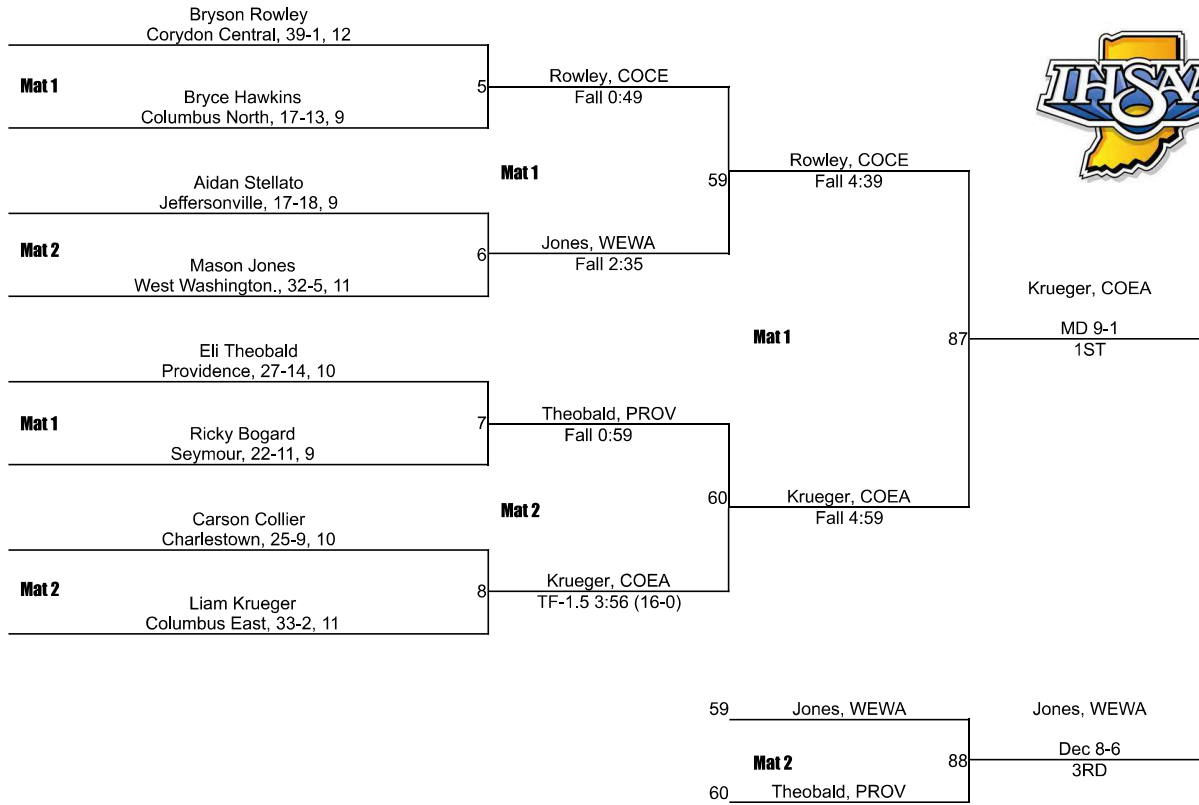 Bryson Rowley
Corydon Central, 39-1, 12
Mat 1
5
Bryce Hawkins
Columbus North, 17-13, 9
Rowley, COCE
Fall 0:49
Aidan Stellato
Jeffersonville, 17-18, 9
Mat 2
6
Mason Jones
West Washington., 32-5, 11
Jones, WEWA
Fall 2:35
Mat 1
59
Rowley, COCE
Fall 4:39
Eli Theobald
Providence, 27-14, 10
Mat 1
7
Ricky Bogard
Seymour, 22-11, 9
Theobald, PROV
Fall 0:59
Carson Collier
Charlestown, 25-9, 10
Mat 2
8
Liam Krueger
Columbus East, 33-2, 11
Krueger, COEA
TF-1.5 3:56 (16-0)
Mat 2
60
Krueger, COEA
Fall 4:59
Mat 1
87
Krueger, COEA
MD 9-1
1ST
IHSAA
59
Jones, WEWA
Mat 2
88
60
Theobald, PROV
Jones, WEWA
Dec 8-6
3RD